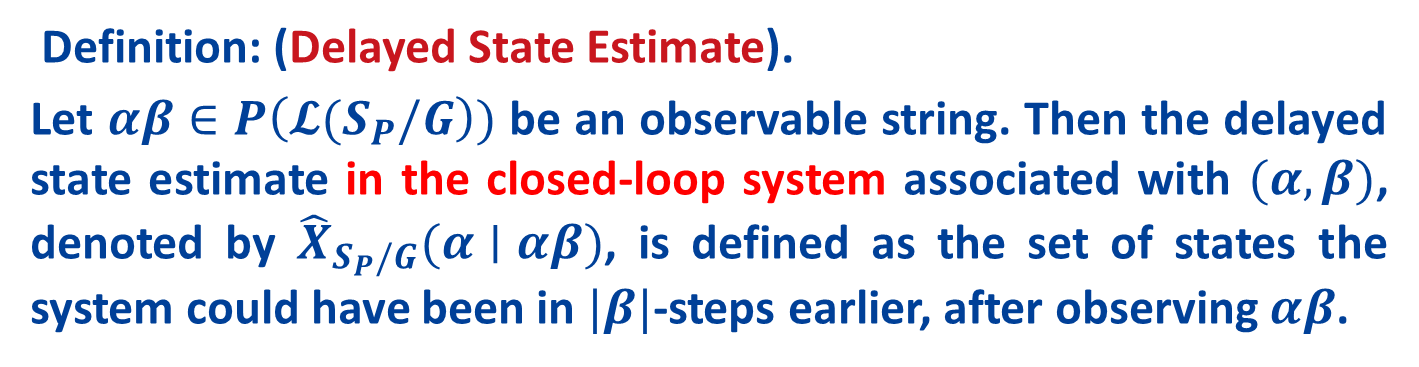 Definition: (Delayed State Estimate).
Let αβ ∈ P(ℒ(S_P/G)) be an observable string. Then the delayed
state estimate in the closed-loop system associated with (α, β),
denoted by X̂_{S_P/G}(α | αβ), is defined as the set of states the
system could have been in |β|-steps earlier, after observing αβ.